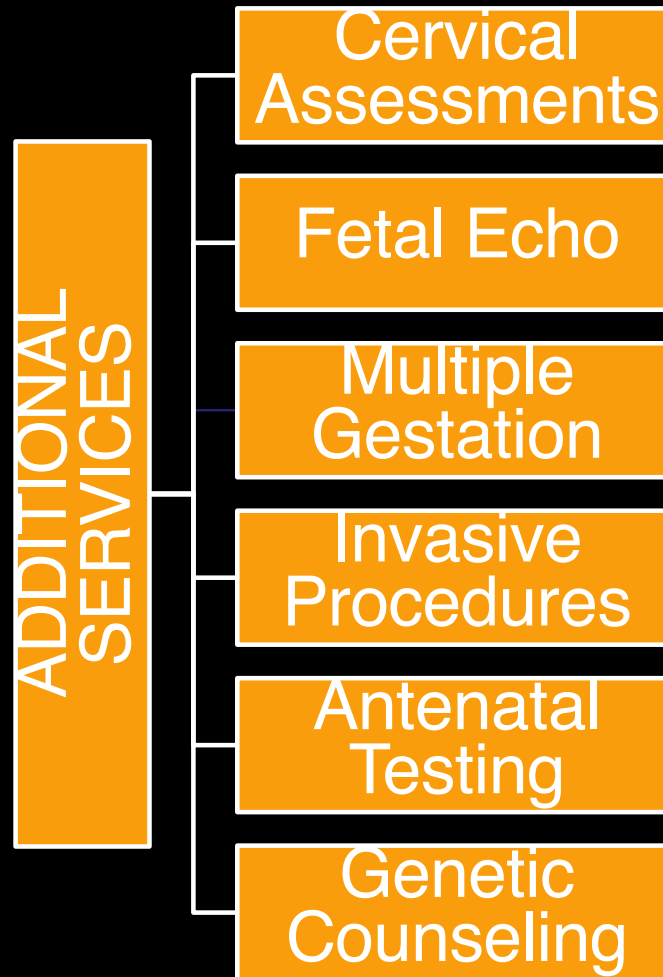 ADDITIONAL
SERVICES
Cervical
Assessments
Fetal Echo
Multiple
Gestation
Invasive
Procedures
Antenatal
Testing
Genetic
Counseling